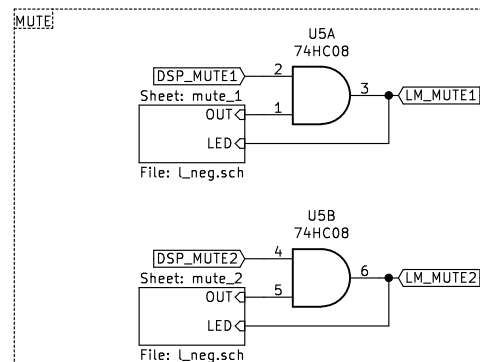 MUTE
U5A
74HC08
DSP_MUTE1
2
3
LM_MUTE1
Sheet: mute_1
OUT
1
LED
File: l_neg.sch
U5B
74HC08
DSP_MUTE2
4
6
LM_MUTE2
Sheet: mute_2
OUT
5
LED
File: l_neg.sch